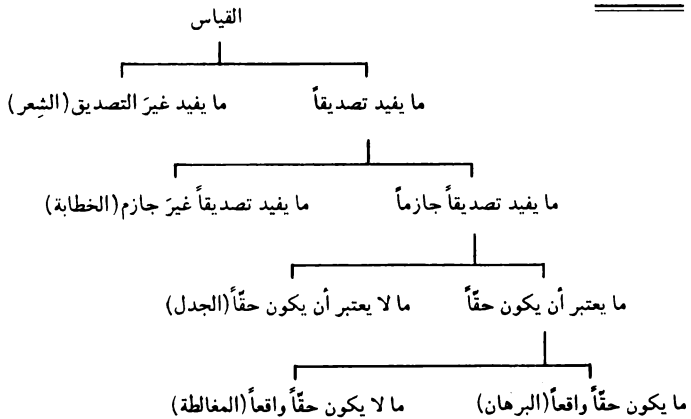 القياس
ما يفيد تصديقاً ما يفيد غيرَ التصديق (الشِعر)
ما يفيد تصديقاً جازماً ما يفيد تصديقاً غيرَ جازم (الخطابة)
ما يعتبر أن يكون حقّاً ما لا يعتبر أن يكون حقّاً (الجدل)
ما يكون حقّاً واقعاً (البرهان) ما لا يكون حقّاً واقعاً (المغالطة)